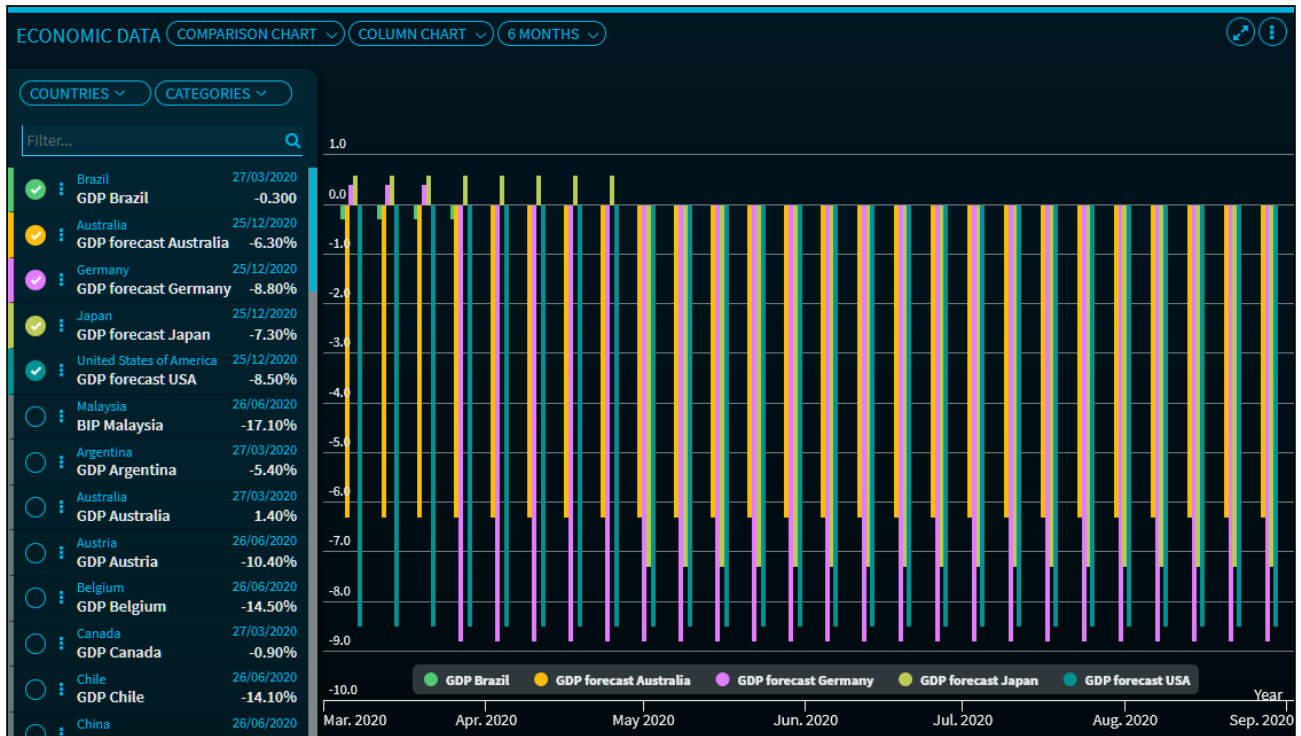 ECONOMIC DATA COMPARISON CHART COLUMN CHART 6 MONTHS
COUNTRIES CATEGORIES
Filter...
Brazil 27/03/2020
GDP Brazil -0.300
Australia 25/12/2020
GDP forecast Australia -6.30%
Germany 25/12/2020
GDP forecast Germany -8.80%
Japan 25/12/2020
GDP forecast Japan -7.30%
United States of America 25/12/2020
GDP forecast USA -8.50%
Malaysia 26/06/2020
BIP Malaysia -17.10%
Argentina 27/03/2020
GDP Argentina -5.40%
Australia 27/03/2020
GDP Australia 1.40%
Austria 26/06/2020
GDP Austria -10.40%
Belgium 26/06/2020
GDP Belgium -14.50%
Canada 27/03/2020
GDP Canada -0.90%
Chile 26/06/2020
GDP Chile -14.10%
China 26/06/2020
1.0
0.0
-1.0
-2.0
-3.0
-4.0
-5.0
-6.0
-7.0
-8.0
-9.0
-10.0
GDP Brazil GDP forecast Australia GDP forecast Germany GDP forecast Japan GDP forecast USA
Year
Mar. 2020 Apr. 2020 May 2020 Jun. 2020 Jul. 2020 Aug. 2020 Sep. 2020